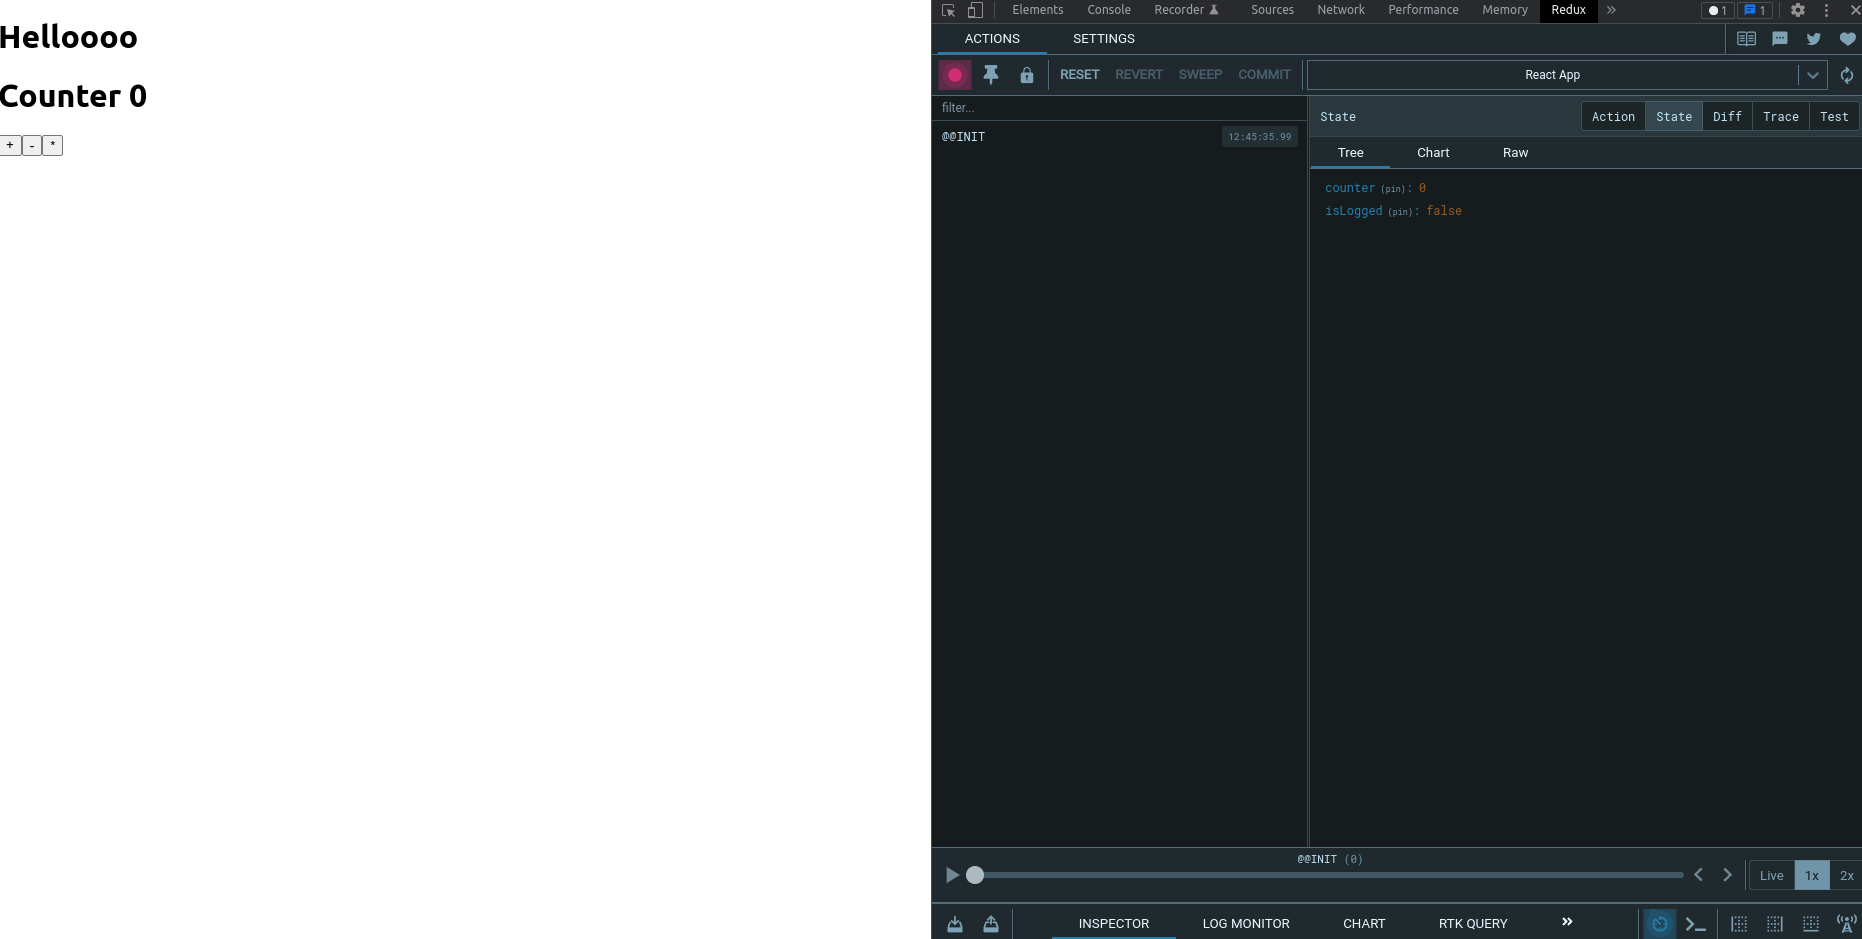 Helloooo
Counter 0
+ - *
Elements Console Recorder Sources Network Performance Memory Redux » 1 1
ACTIONS SETTINGS
RESET REVERT SWEEP COMMIT React App
filter...
@@INIT 12:45:35.99
State Action State Diff Trace Test
Tree Chart Raw
counter (pin): 0
isLogged (pin): false
@@INIT (0)
Live 1x 2x
INSPECTOR LOG MONITOR CHART RTK QUERY »